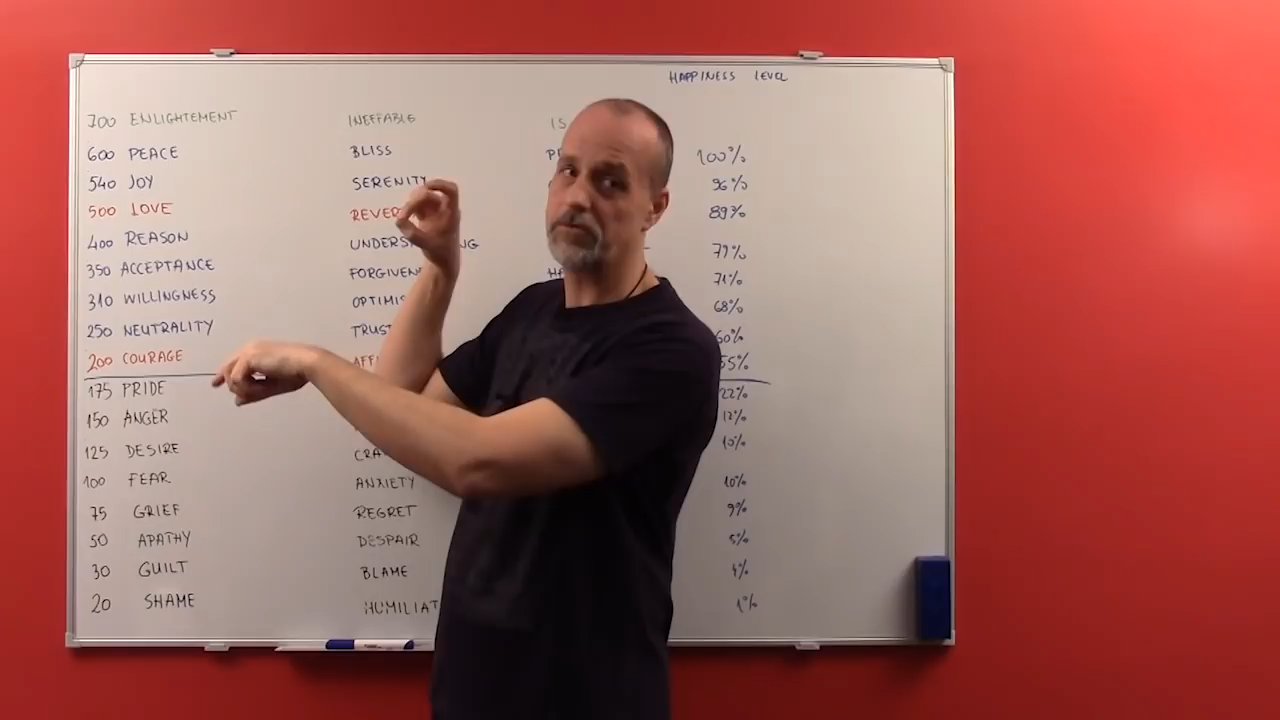 HAPPINESS LEVEL
700 ENLIGHTEMENT INEFFABLE IS
600 PEACE BLISS 100%
540 JOY SERENITY 96%
500 LOVE 89%
400 REASON 79%
350 ACCEPTANCE 71%
310 WILLINGNESS 68%
250 NEUTRALITY TRUST 60%
200 COURAGE 55%
175 PRIDE 22%
150 ANGER 12%
125 DESIRE 10%
100 FEAR ANXIETY 10%
75 GRIEF REGRET 9%
50 APATHY DESPAIR 5%
30 GUILT BLAME 4%
20 SHAME 1%